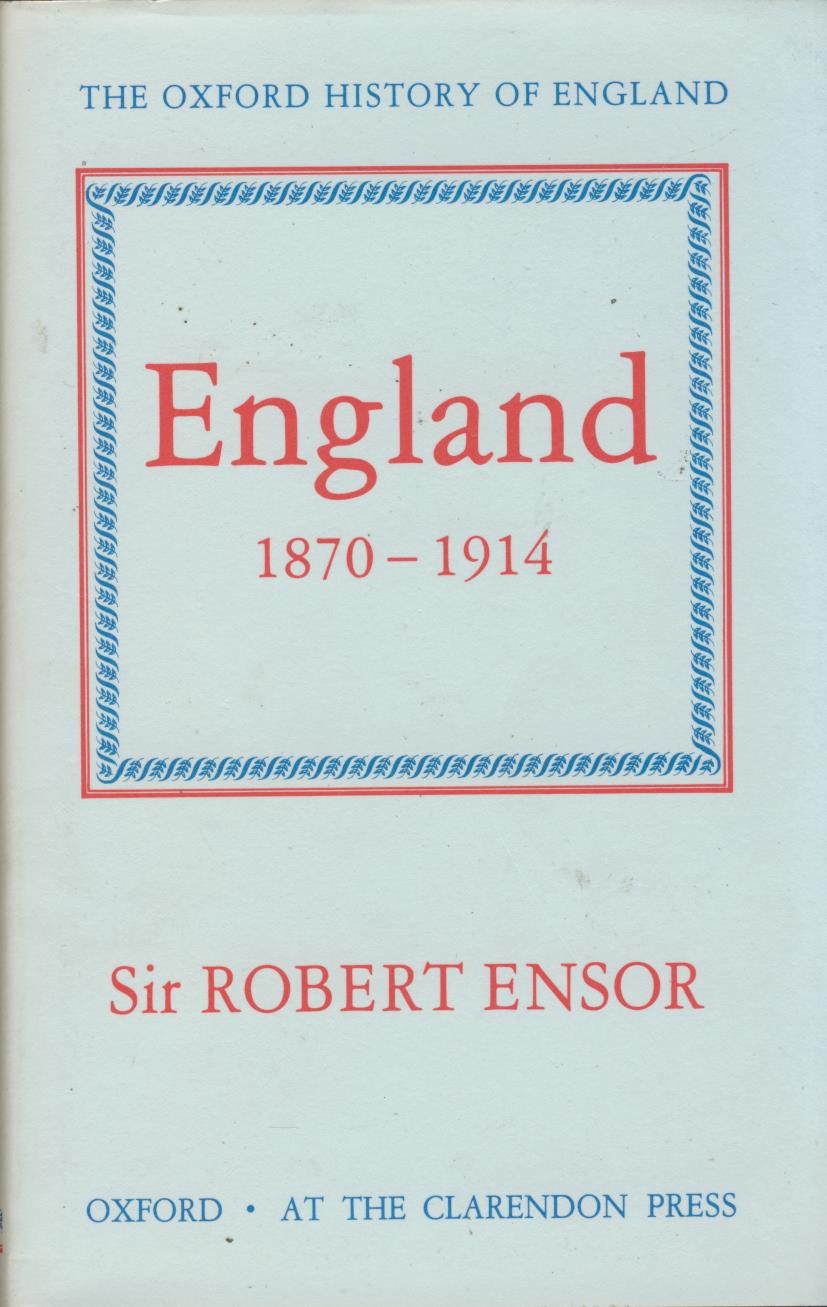 THE OXFORD HISTORY OF ENGLAND
England
1870 – 1914
Sir ROBERT ENSOR
OXFORD • AT THE CLARENDON PRESS